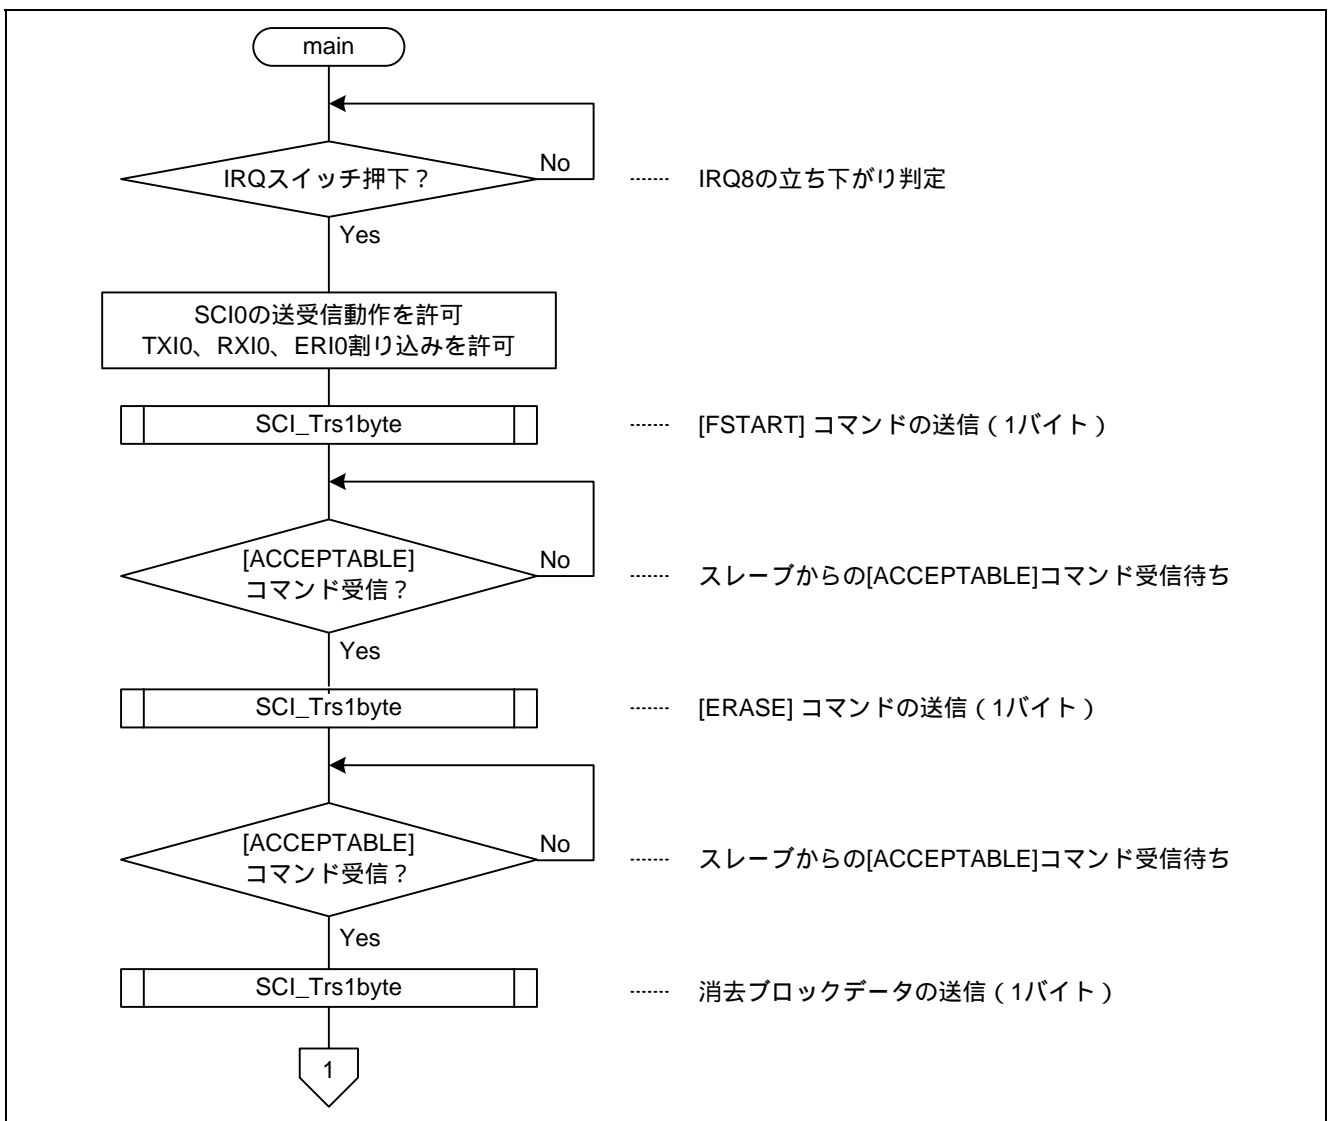 main
IRQスイッチ押下？
No
IRQ8の立ち下がり判定
Yes
SCI0の送受信動作を許可
TXI0、RXI0、ERI0割り込みを許可
SCI_Trs1byte
[FSTART] コマンドの送信（1バイト）
[ACCEPTABLE]
コマンド受信？
No
スレーブからの[ACCEPTABLE]コマンド受信待ち
Yes
SCI_Trs1byte
[ERASE] コマンドの送信（1バイト）
[ACCEPTABLE]
コマンド受信？
No
スレーブからの[ACCEPTABLE]コマンド受信待ち
Yes
SCI_Trs1byte
消去ブロックデータの送信（1バイト）
1